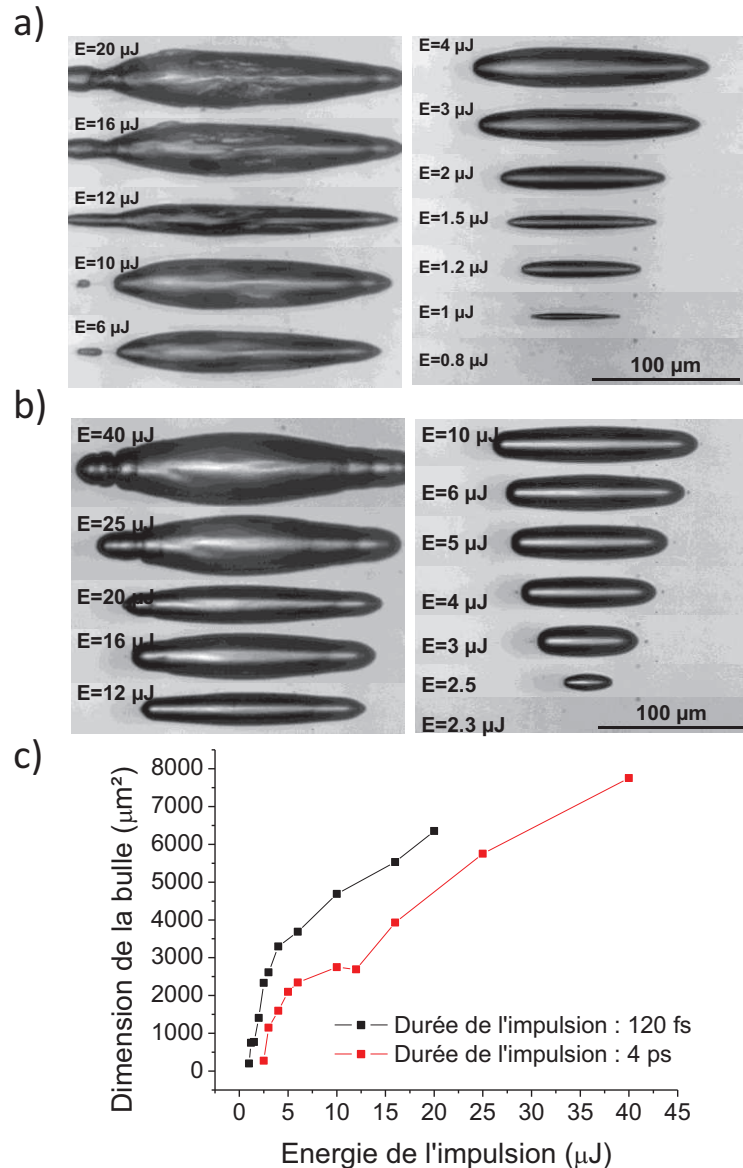 a)
E=20 µJ
E=16 µJ
E=12 µJ
E=10 µJ
E=6 µJ
E=4 µJ
E=3 µJ
E=2 µJ
E=1.5 µJ
E=1.2 µJ
E=1 µJ
E=0.8 µJ
100 µm
b)
E=40 µJ
E=25 µJ
E=20 µJ
E=16 µJ
E=12 µJ
E=10 µJ
E=6 µJ
E=5 µJ
E=4 µJ
E=3 µJ
E=2.5
E=2.3 µJ
100 µm
c)
Dimension de la bulle (µm²)
8000
7000
6000
5000
4000
3000
2000
1000
0
Durée de l'impulsion : 120 fs
Durée de l'impulsion : 4 ps
0 5 10 15 20 25 30 35 40 45
Energie de l'impulsion (µJ)